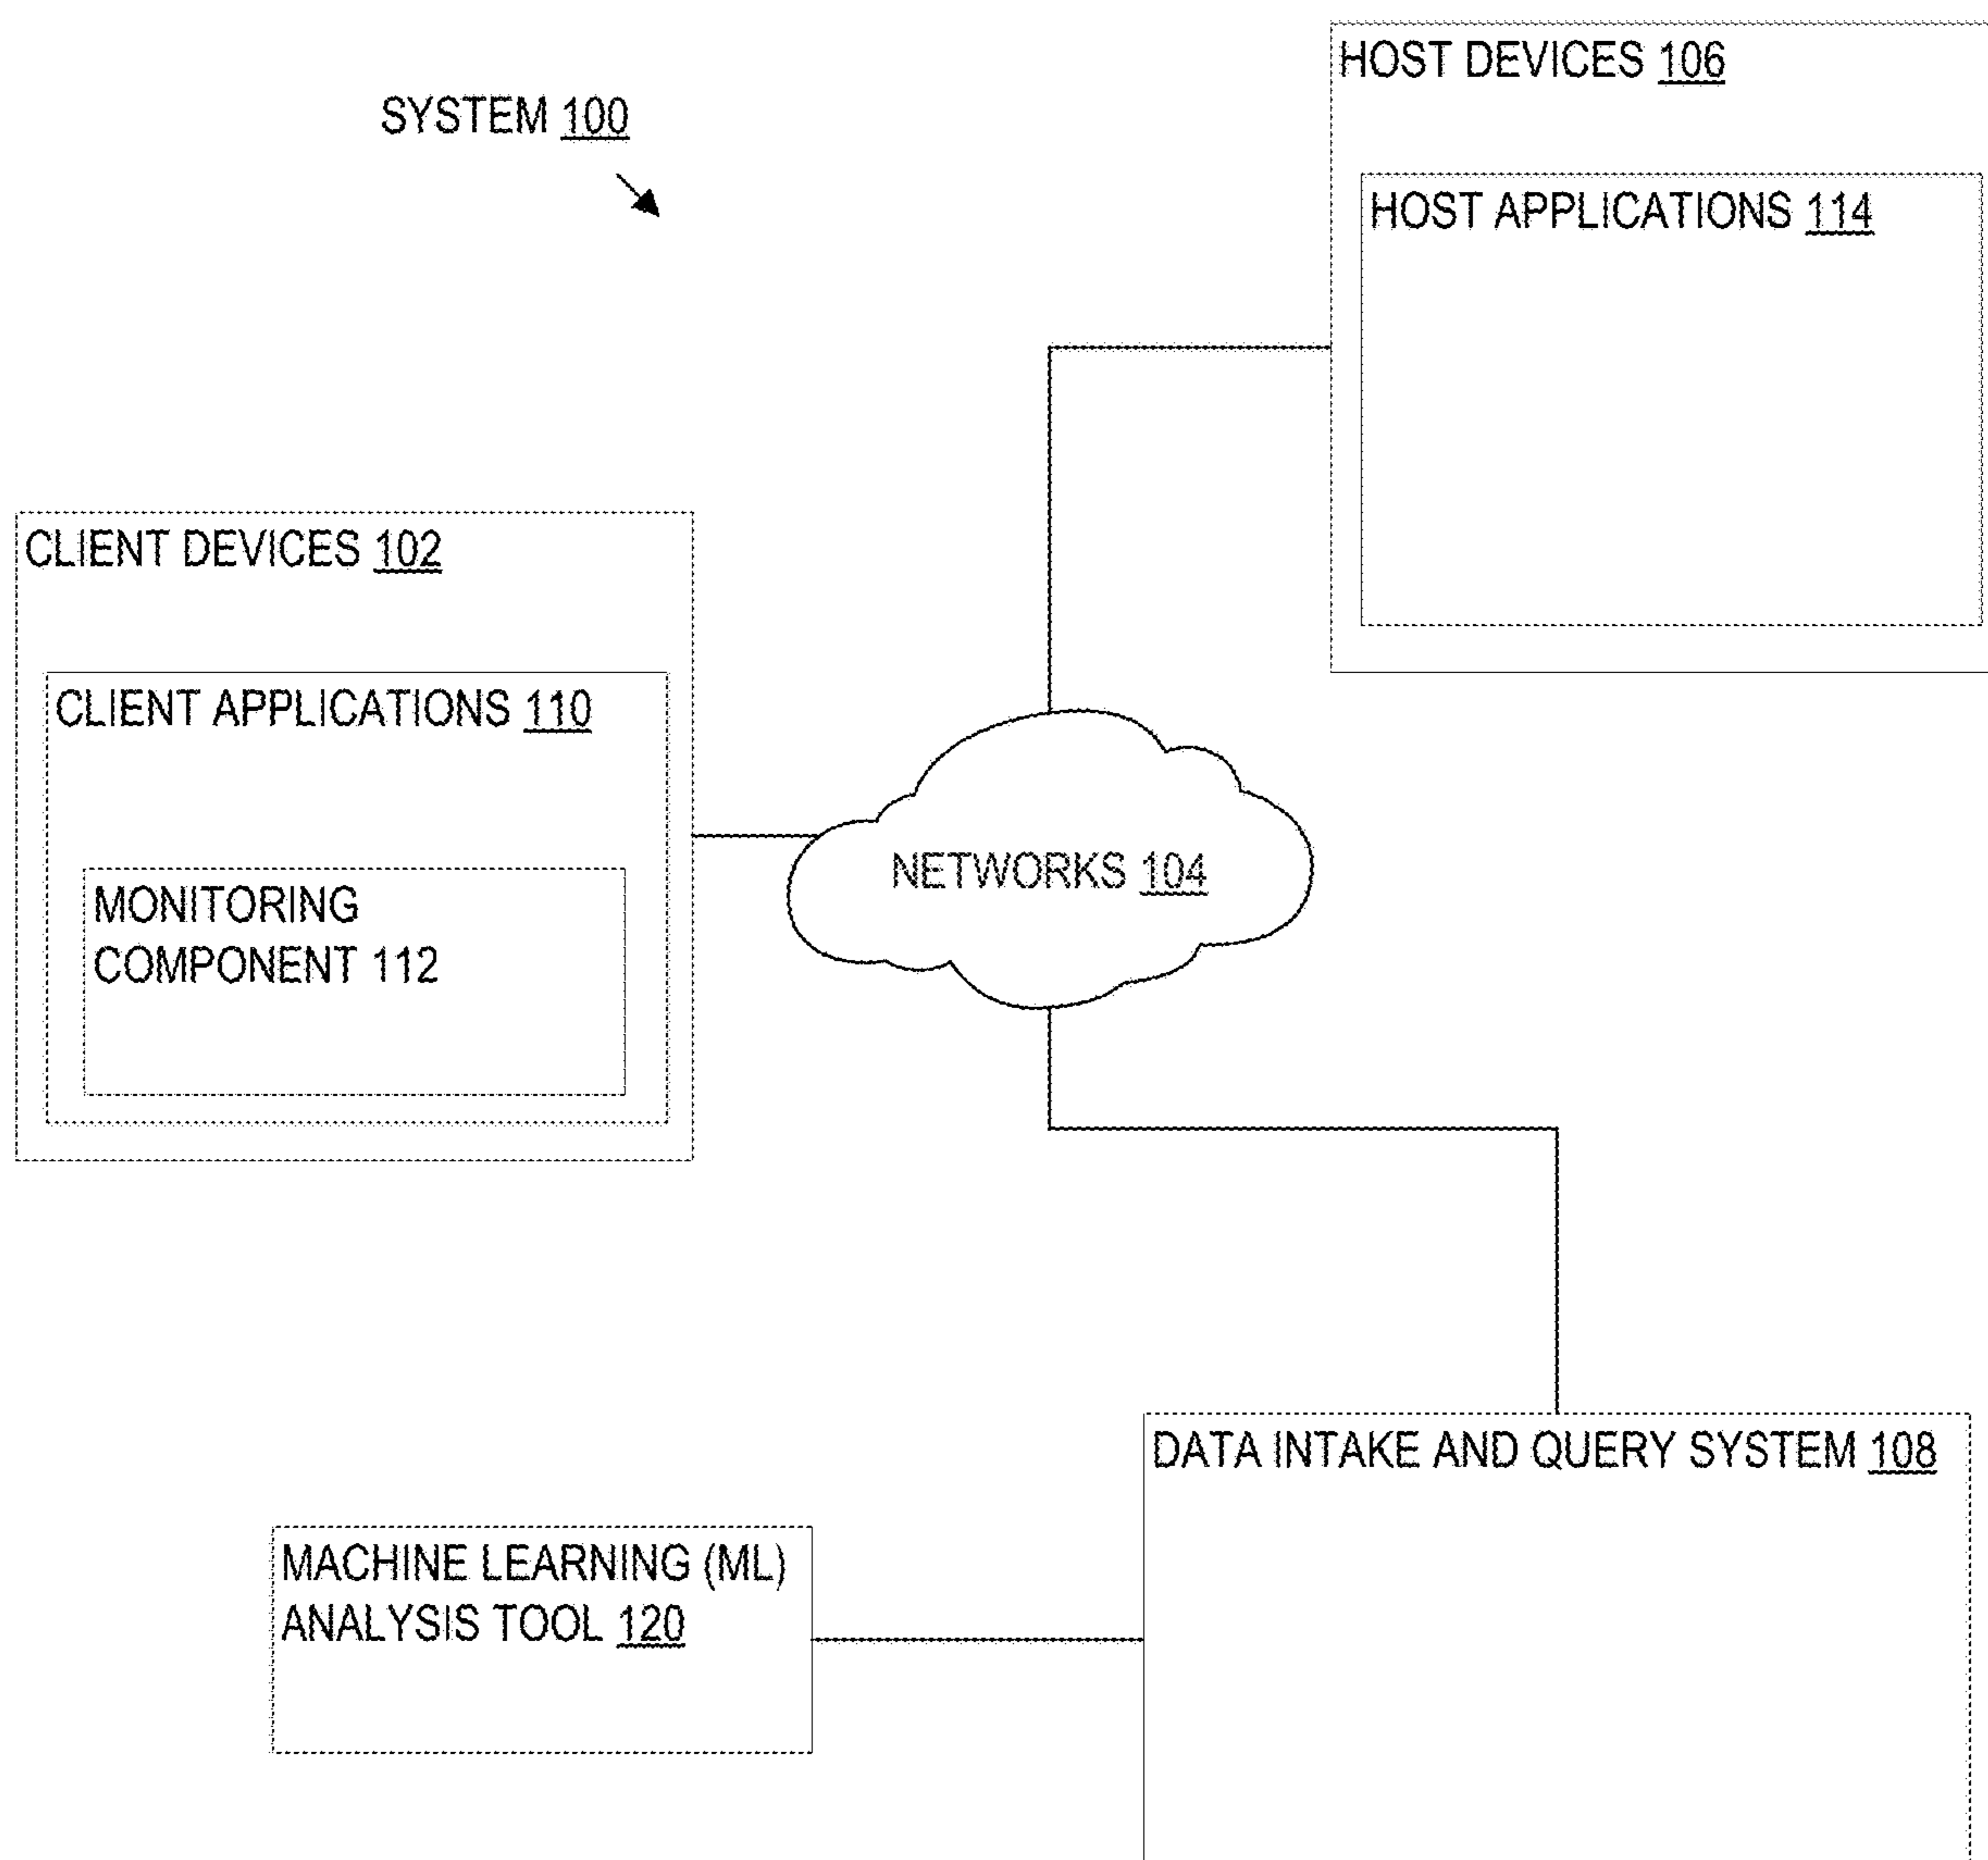 SYSTEM 100
HOST DEVICES 106
HOST APPLICATIONS 114
CLIENT DEVICES 102
CLIENT APPLICATIONS 110
MONITORING
COMPONENT 112
NETWORKS 104
DATA INTAKE AND QUERY SYSTEM 108
MACHINE LEARNING (ML)
ANALYSIS TOOL 120